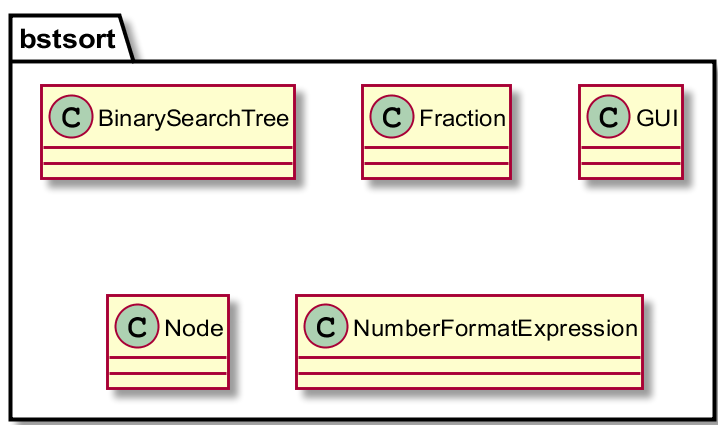 bstsort
C BinarySearchTree
C Fraction
C GUI
C Node
C NumberFormatExpression